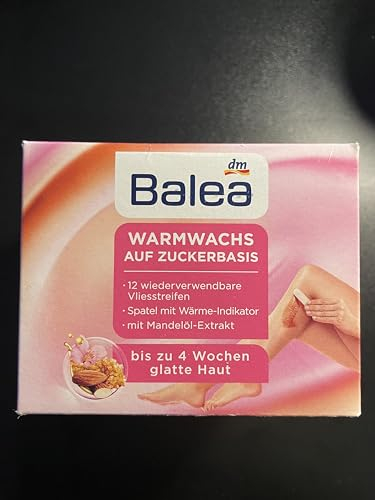 dm
Balea
WARMWACHS
AUF ZUCKERBASIS
• 12 wiederverwendbare
Vliesstreifen
• Spatel mit Wärme-Indikator
• mit Mandelöl-Extrakt
bis zu 4 Wochen
glatte Haut